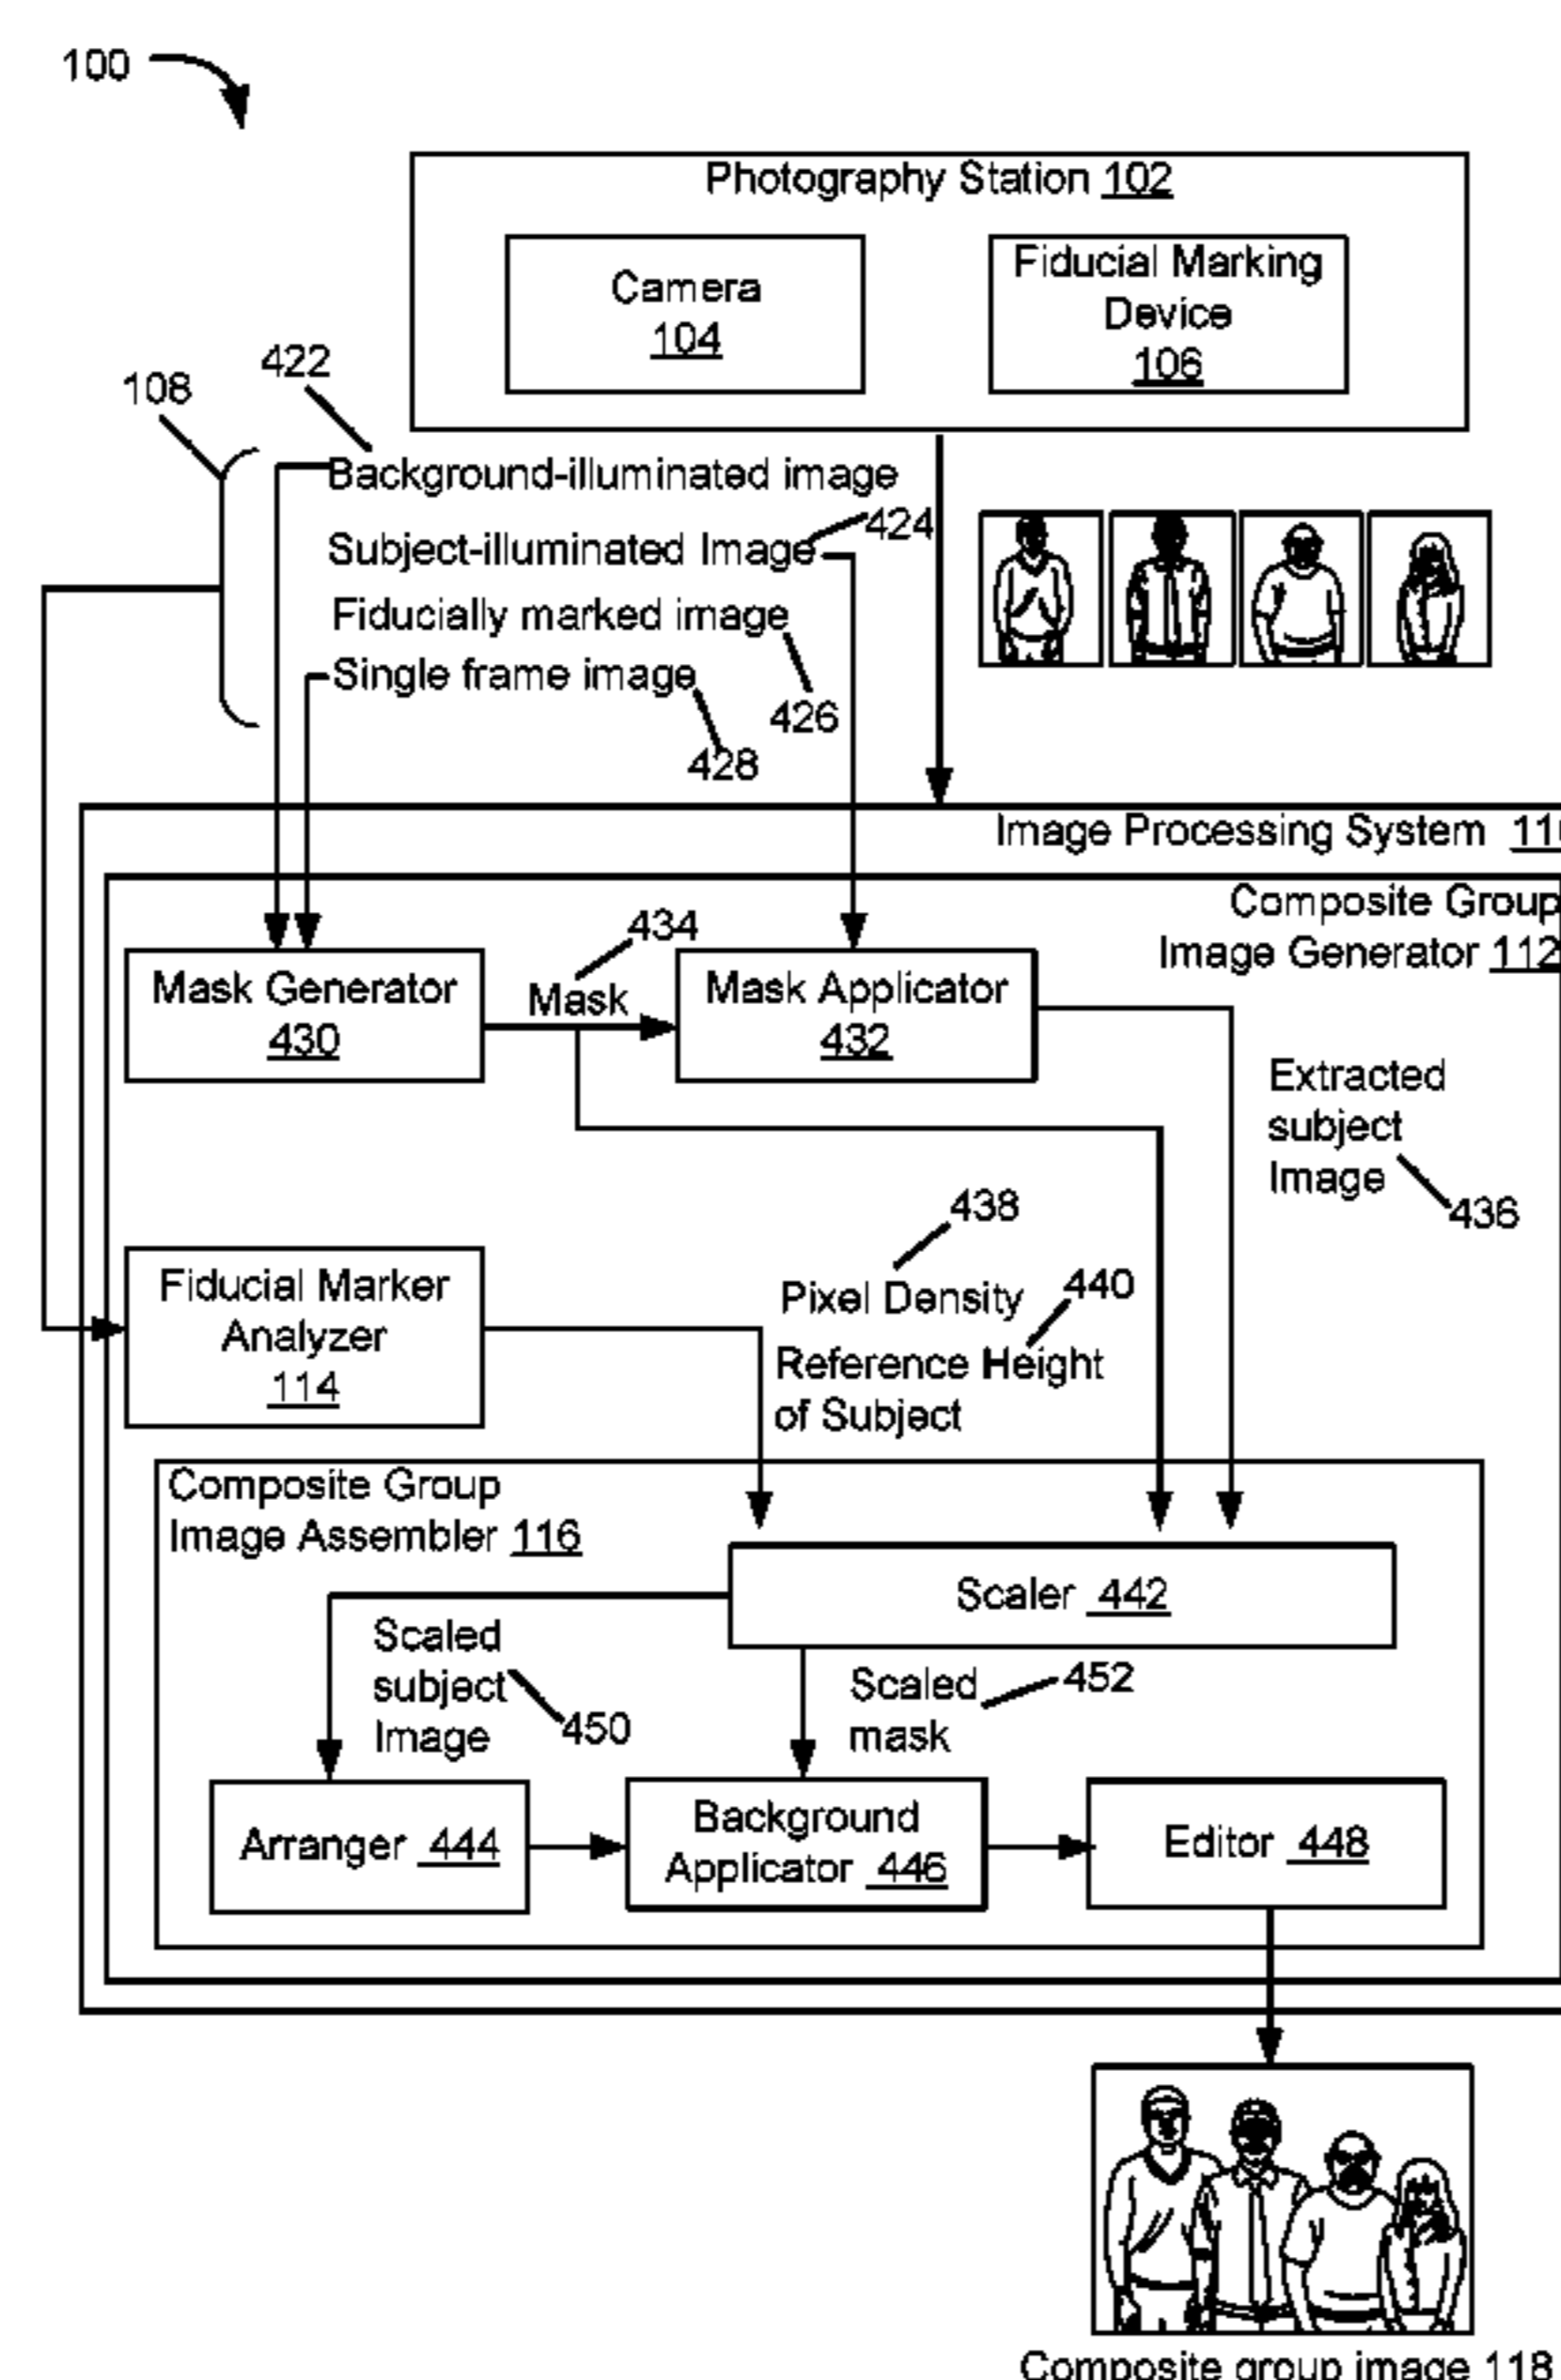 100
Photography Station 102
Camera
104
Fiducial Marking
Device
106
422
108
Background-illuminated image
424
Subject-illuminated Image
Fiducially marked image
Single frame image
426
428
Image Processing System
Composite Group
Image Generator 112
434
Mask
Mask Generator
430
Mask Applicator
432
Extracted
subject
Image
436
438
Pixel Density
440
Reference Height
of Subject
Fiducial Marker
Analyzer
114
Composite Group
Image Assembler 116
Scaler 442
Scaled
subject
Image
450
Scaled
mask
452
Arranger 444
Background
Applicator 446
Editor 448
Composite group image 118